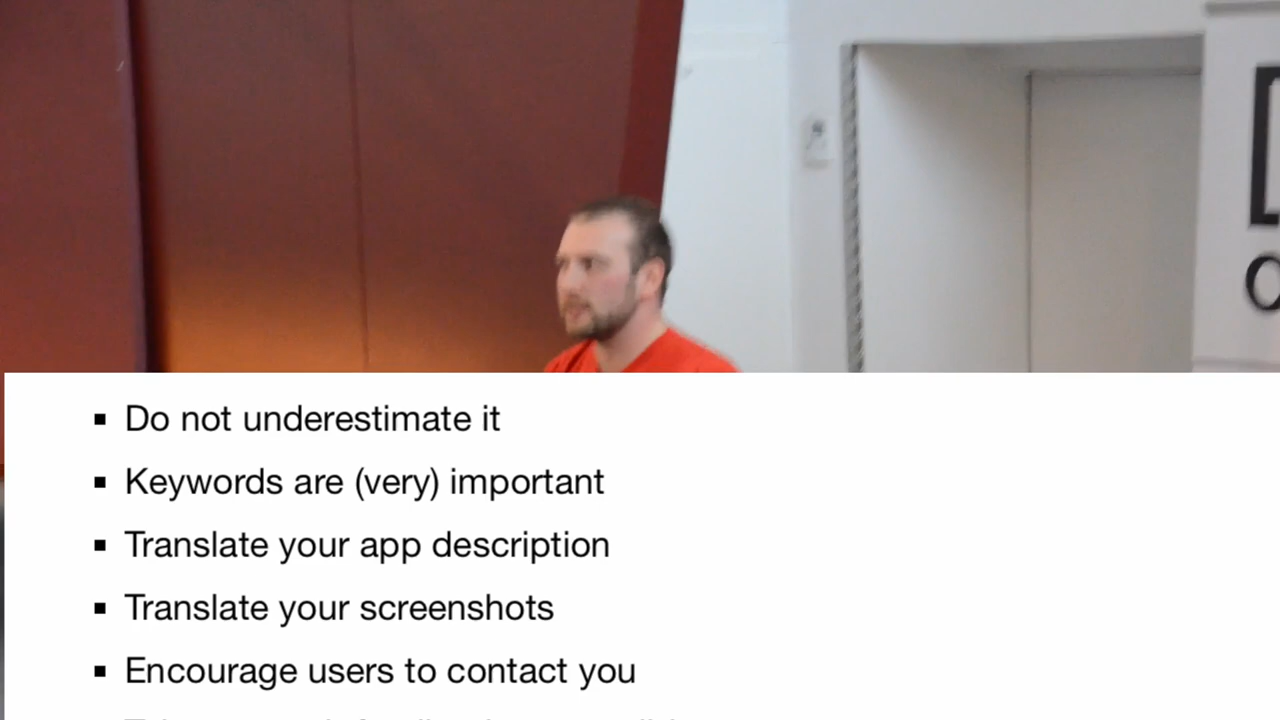 Do not underestimate it
Keywords are (very) important
Translate your app description
Translate your screenshots
Encourage users to contact you